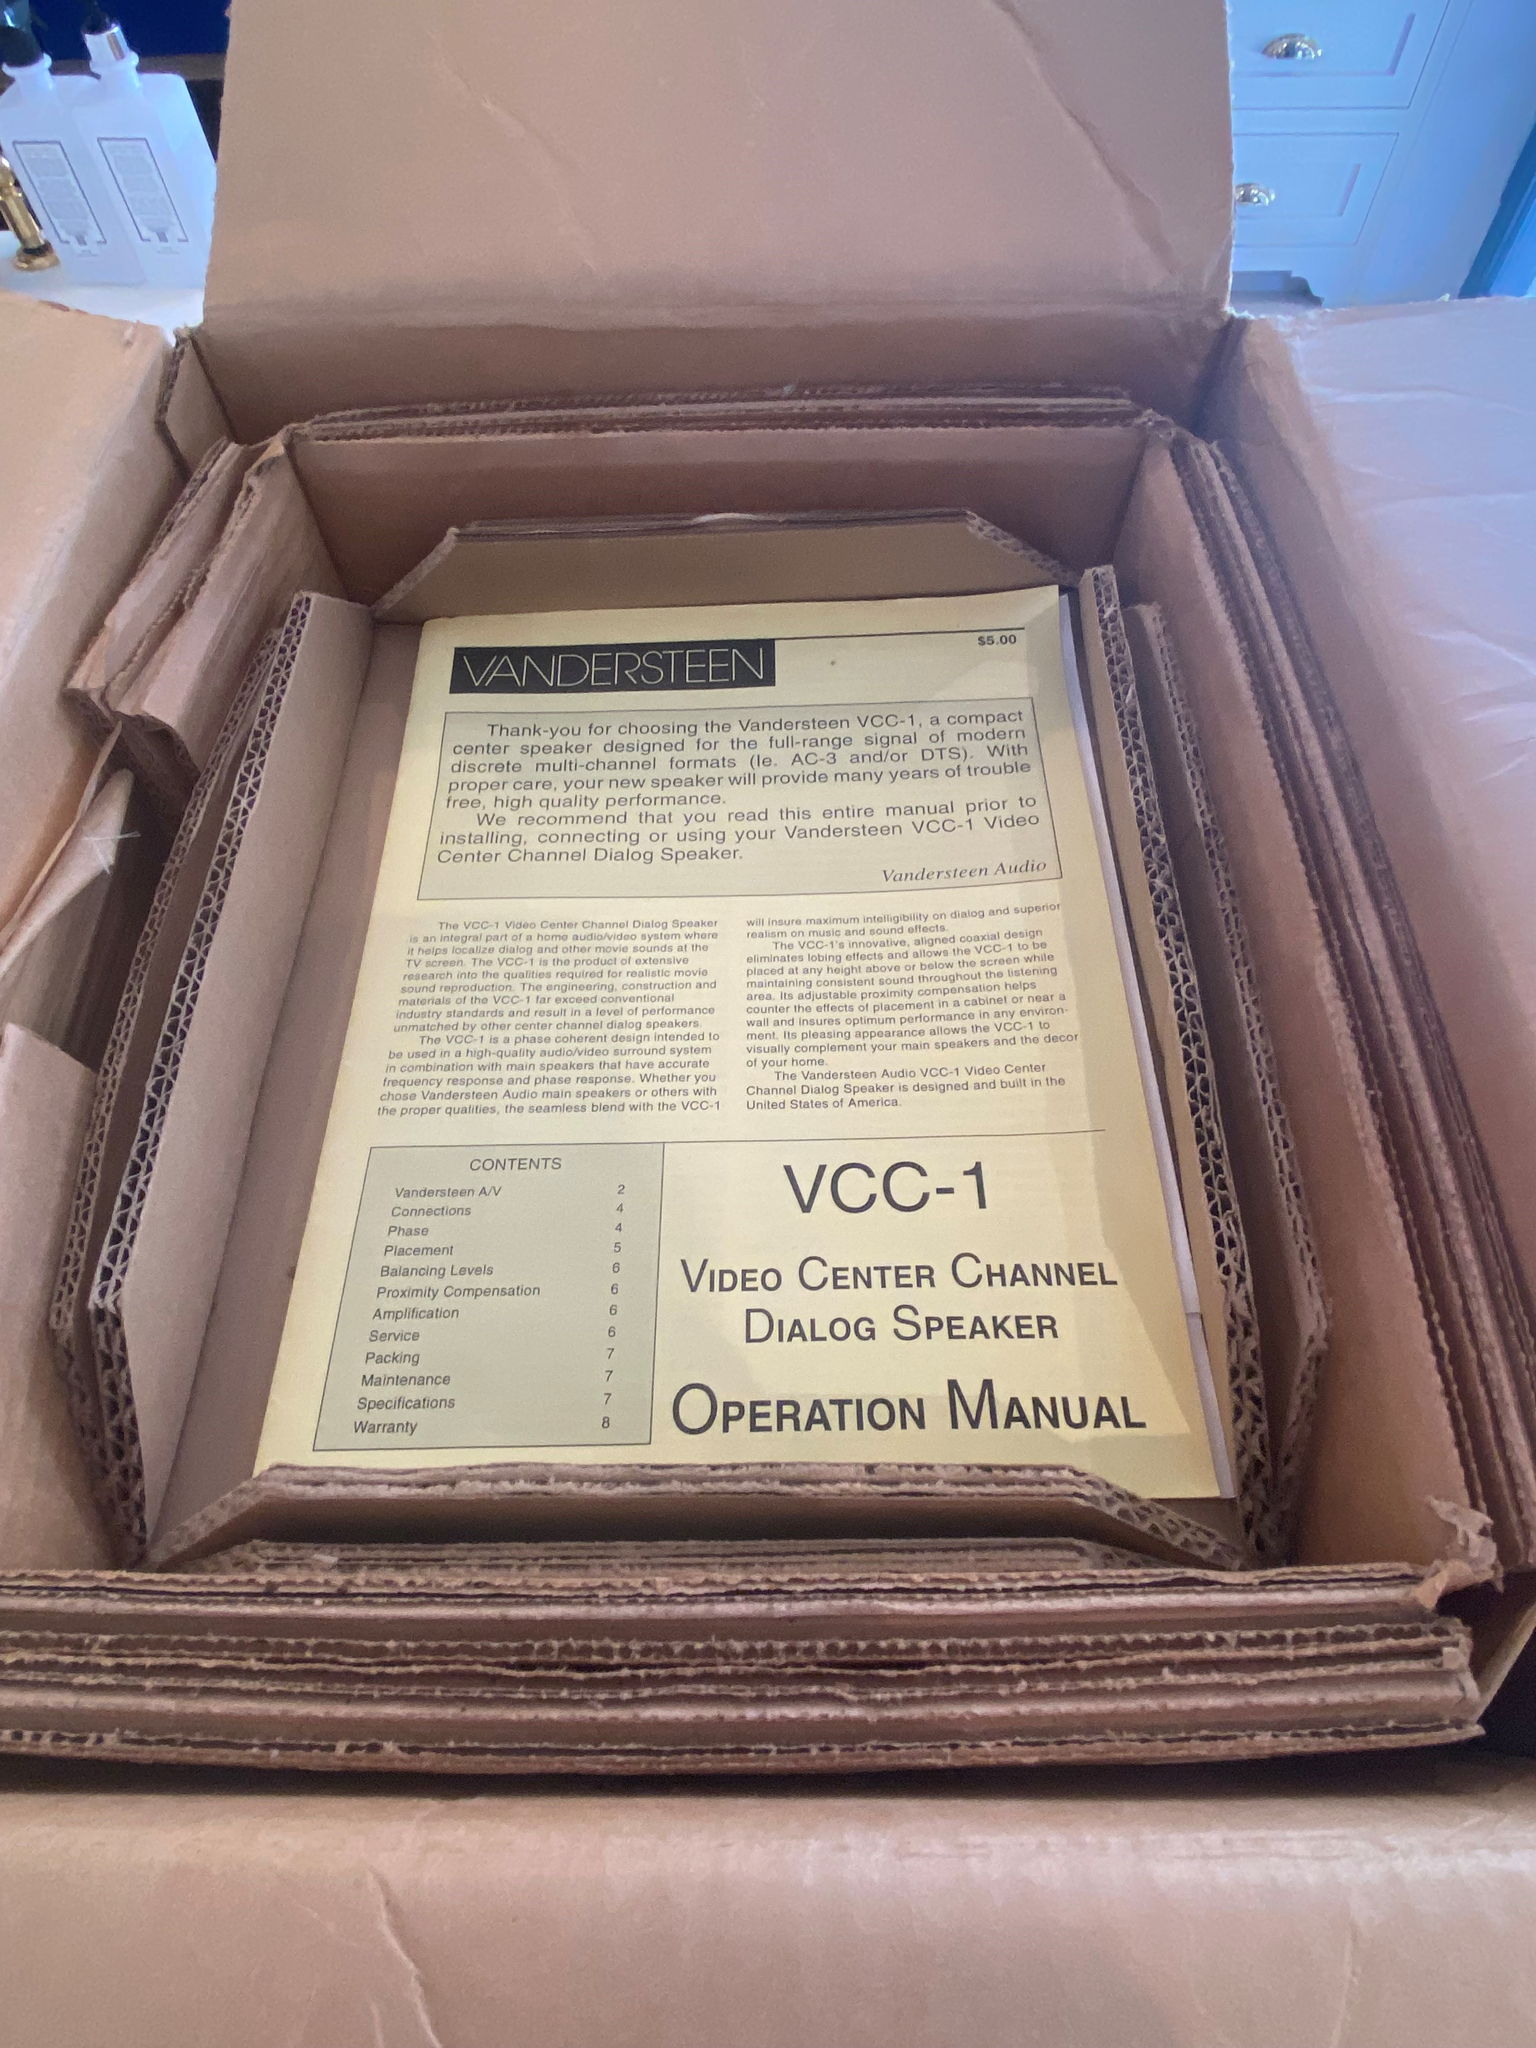 VANDERSTEEN
$5.00
Thank-you for choosing the Vandersteen VCC-1, a compact
center speaker designed for the full-range signal of modern
discrete multi-channel formats (Ie. AC-3 and/or DTS). With
proper care, your new speaker will provide many years of trouble
free, high quality performance.
We recommend that you read this entire manual prior to
installing, connecting or using your Vandersteen VCC-1 Video
Center Channel Dialog Speaker.
Vandersteen Audio
The VCC-1 Video Center Channel Dialog Speaker
is an integral part of a home audio/video system where
it helps localize dialog and other movie sounds at the
TV screen. The VCC-1 is the product of extensive
research into the qualities required for realistic movie
sound reproduction. The engineering, construction and
materials of the VCC-1 far exceed conventional
industry standards and result in a level of performance
unmatched by other center channel dialog speakers.
The VCC-1 is a phase coherent design intended to
be used in a high-quality audio/video surround system
in combination with main speakers that have accurate
frequency response and phase response. Whether you
chose Vandersteen Audio main speakers or others with
the proper qualities, the seamless blend with the VCC-1
will insure maximum intelligibility on dialog and superior
realism on music and sound effects.
The VCC-1's innovative, aligned coaxial design
eliminates lobing effects and allows the VCC-1 to be
placed at any height above or below the screen while
maintaining consistent sound throughout the listening
area. Its adjustable proximity compensation helps
counter the effects of placement in a cabinet or near a
wall and insures optimum performance in any environ-
ment. Its pleasing appearance allows the VCC-1 to
visually complement your main speakers and the decor
of your home.
The Vandersteen Audio VCC-1 Video Center
Channel Dialog Speaker is designed and built in the
United States of America.
CONTENTS
Vandersteen A/V 2
Connections 4
Phase 4
Placement 5
Balancing Levels 6
Proximity Compensation 6
Amplification 6
Service 6
Packing 7
Maintenance 7
Specifications 7
Warranty 8
VCC-1
VIDEO CENTER CHANNEL
DIALOG SPEAKER
OPERATION MANUAL